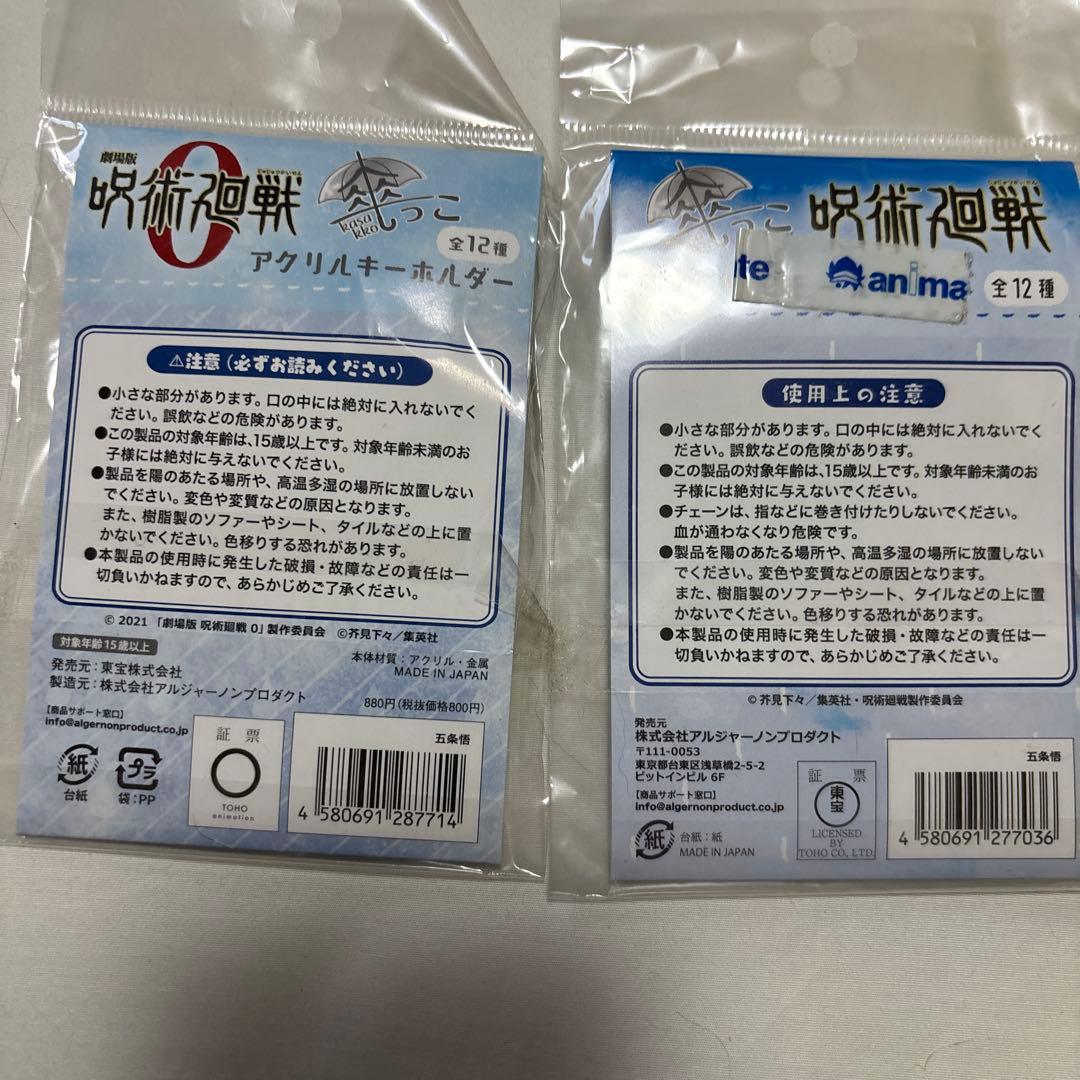 劇場版
呪術廻戦
じゅじゅつかいせん
0
傘っこ
kasa
kko
全12種
アクリルキーホルダー
⚠注意(必ずお読みください)
●小さな部分があります。口の中には絶対に入れないでく
ださい。誤飲などの危険があります。
●この製品の対象年齢は、15歳以上です。対象年齢未満のお
子様には絶対に与えないでください。
●製品を陽のあたる場所や、高温多湿の場所に放置しない
でください。変色や変質などの原因となります。
また、樹脂製のソファーやシート、タイルなどの上に置
かないでください。色移りする恐れがあります。
●本製品の使用時に発生した破損・故障などの責任は一
切負いかねますので、あらかじめご了承ください。
© 2021 「劇場版 呪術廻戦 0」製作委員会 ©芥見下々/集英社
対象年齢15歳以上
発売元:東宝株式会社
製造元:株式会社アルジャーノンプロダクト
本体材質:アクリル・金属
MADE IN JAPAN
880円(税抜価格800円)
【商品サポート窓口】
info@algernonproduct.co.jp
紙
台紙
プラ
袋:PP
証票
TOHO
animation
五条悟
4 580691 287714
傘っこ
呪術廻戦
じゅじゅつかいせん
te
anima
全12種
使用上の注意
●小さな部分があります。口の中には絶対に入れないでく
ださい。誤飲などの危険があります。
●この製品の対象年齢は、15歳以上です。対象年齢未満のお
子様には絶対に与えないでください。
●チェーンは、指などに巻き付けたりしないでください。
血が通わなくなり危険です。
●製品を陽のあたる場所や、高温多湿の場所に放置しない
でください。変色や変質などの原因となります。
また、樹脂製のソファーやシート、タイルなどの上に置
かないでください。色移りする恐れがあります。
●本製品の使用時に発生した破損・故障などの責任は一
切負いかねますので、あらかじめご了承ください。
©芥見下々/集英社・呪術廻戦製作委員会
発売元
株式会社アルジャーノンプロダクト
〒111-0053
東京都台東区浅草橋2-5-2
ビットインビル 6F
【商品サポート窓口】
info@algernonproduct.co.jp
紙
台紙:紙
MADE IN JAPAN
証票
東宝
LICENSED
BY
TOHO CO., LTD.
五条悟
4 580691 277036